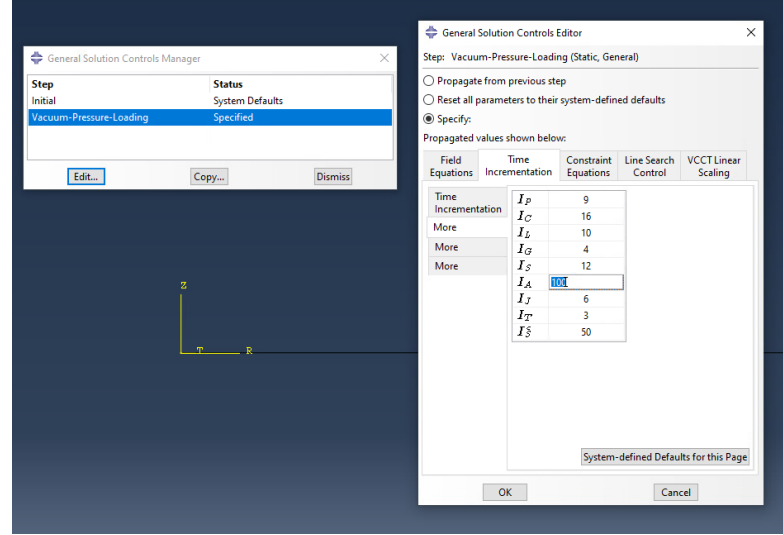 General Solution Controls Manager
Step Status
Initial System Defaults
Vacuum-Pressure-Loading Specified
Edit... Copy... Dismiss
Z
T R
General Solution Controls Editor
Step: Vacuum-Pressure-Loading (Static, General)
Propagate from previous step
Reset all parameters to their system-defined defaults
Specify:
Propagated values shown below:
Field Equations
Time Incrementation
Constraint Equations
Line Search Control
VCCT Linear Scaling
Time Incrementation
More
More
More
I_P 9
I_C 16
I_L 10
I_G 4
I_S 12
I_A 100
I_J 6
I_T 3
I_Ŝ 50
System-defined Defaults for this Page
OK Cancel